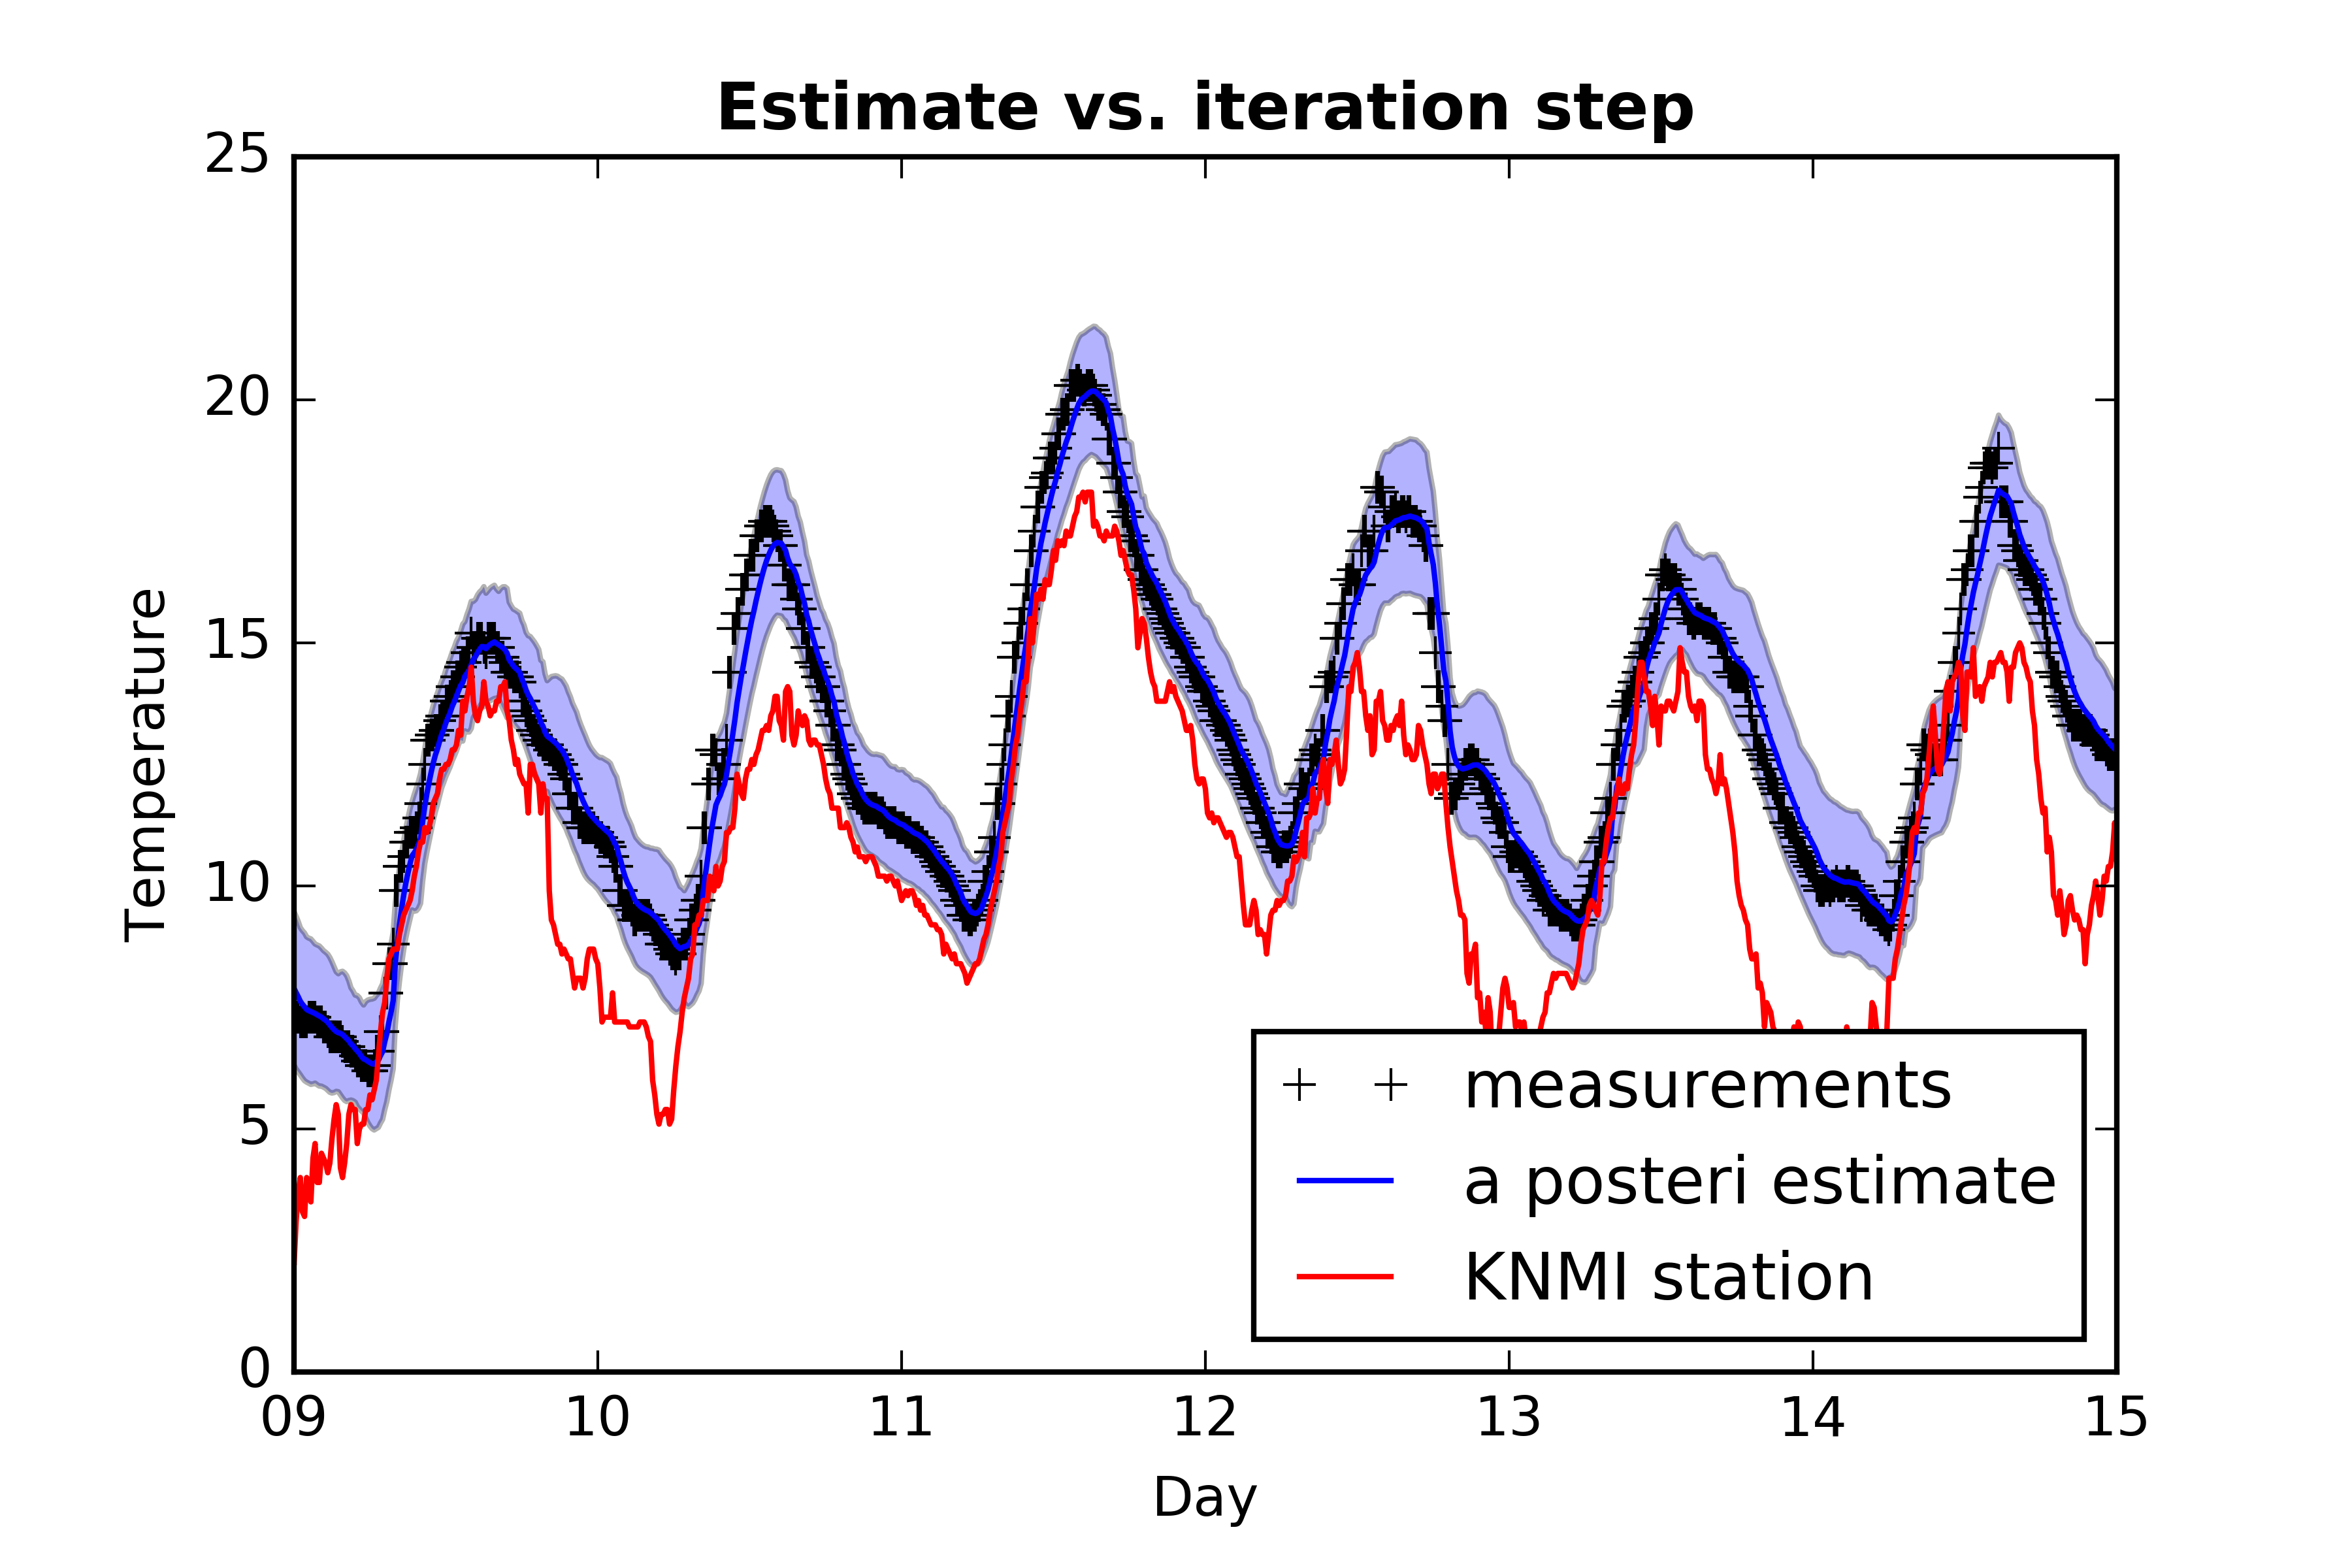 Estimate vs. iteration step
25
20
15
10
5
0
Temperature
09 10 11 12 13 14 15
Day
measurements
a posteri estimate
KNMI station